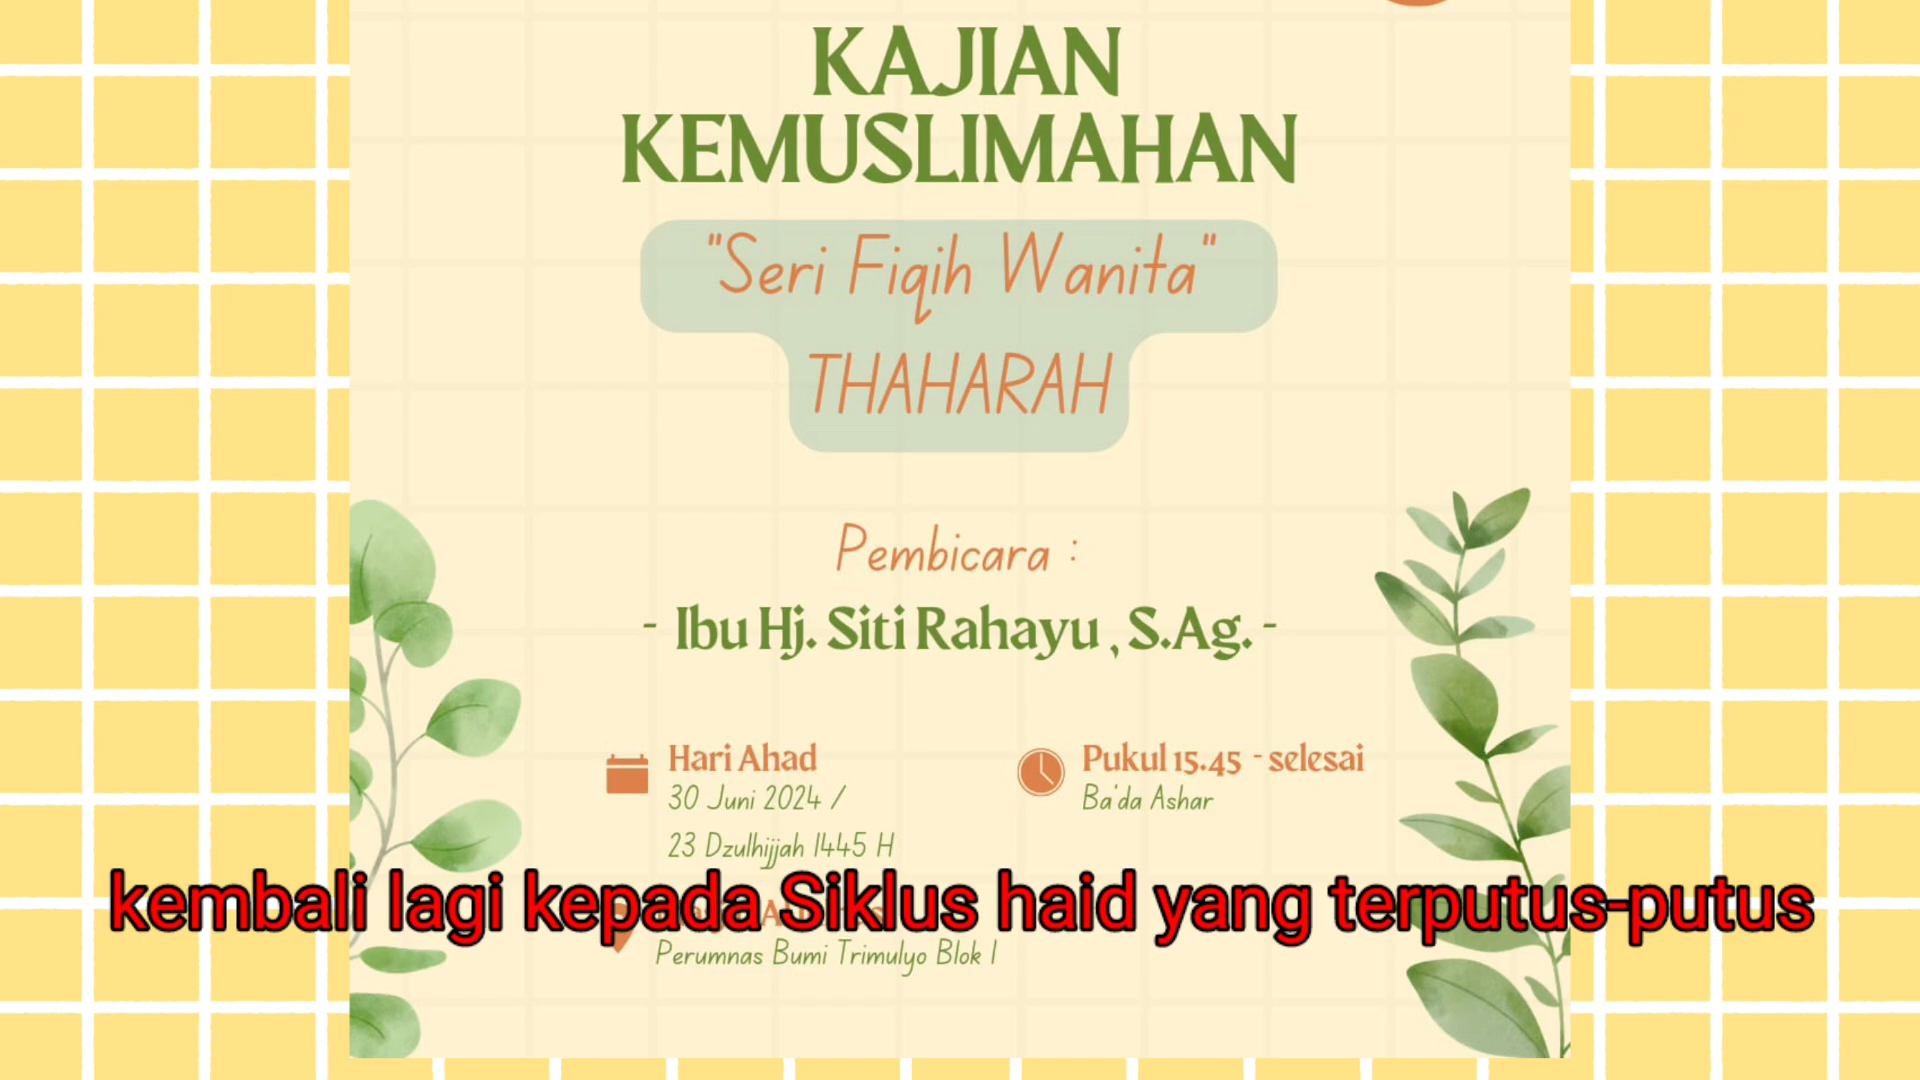 KAJIAN
KEMUSLIMAHAN
"Seri Fiqih Wanita"
THAHARAH
Pembicara :
- Ibu Hj. Siti Rahayu , S.Ag. -
Hari Ahad
30 Juni 2024 /
23 Dzulhijjah 1445 H
Pukul 15.45 - selesai
Ba'da Ashar
kembali lagi kepada Siklus haid yang terputus-putus
Perumnas Bumi Trimulyo Blok I